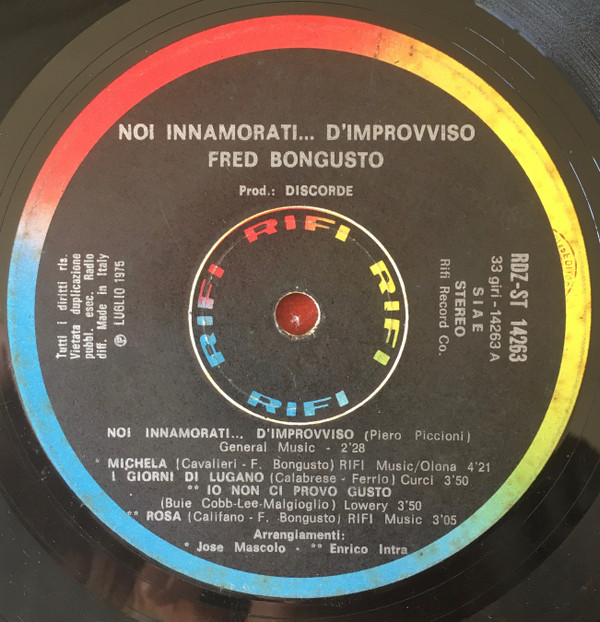 NOI INNAMORATI... D'IMPROVVISO
FRED BONGUSTO
Prod.: DISCORDE
RIFI RIFI RIFI RIFI RIFI RIFI
Tutti i diritti ris.
Vietata duplicazione
pubbl. esec. Radio
diff. Made in Italy
Ⓟ LUGLIO 1975
RDZ-ST 14263
33 giri-14263 A
SIAE
STEREO
Rifi Record Co.
NOI INNAMORATI.., D'IMPROVVISO (Piero Piccioni)
General Music - 2'28
* MICHELA (Cavalieri - F. Bongusto) RIFI Music/Olona 4'21
I GIORNI DI LUGANO (Calabrese - Ferrio) Curci 3'50
** IO NON CI PROVO GUSTO
(Buie Cobb-Lee-Malgioglio) Lowery 3'50
** ROSA (Califano - F. Bongusto) RIFI Music 3'05
Arrangiamenti:
* Jose Mascolo - ** Enrico Intra